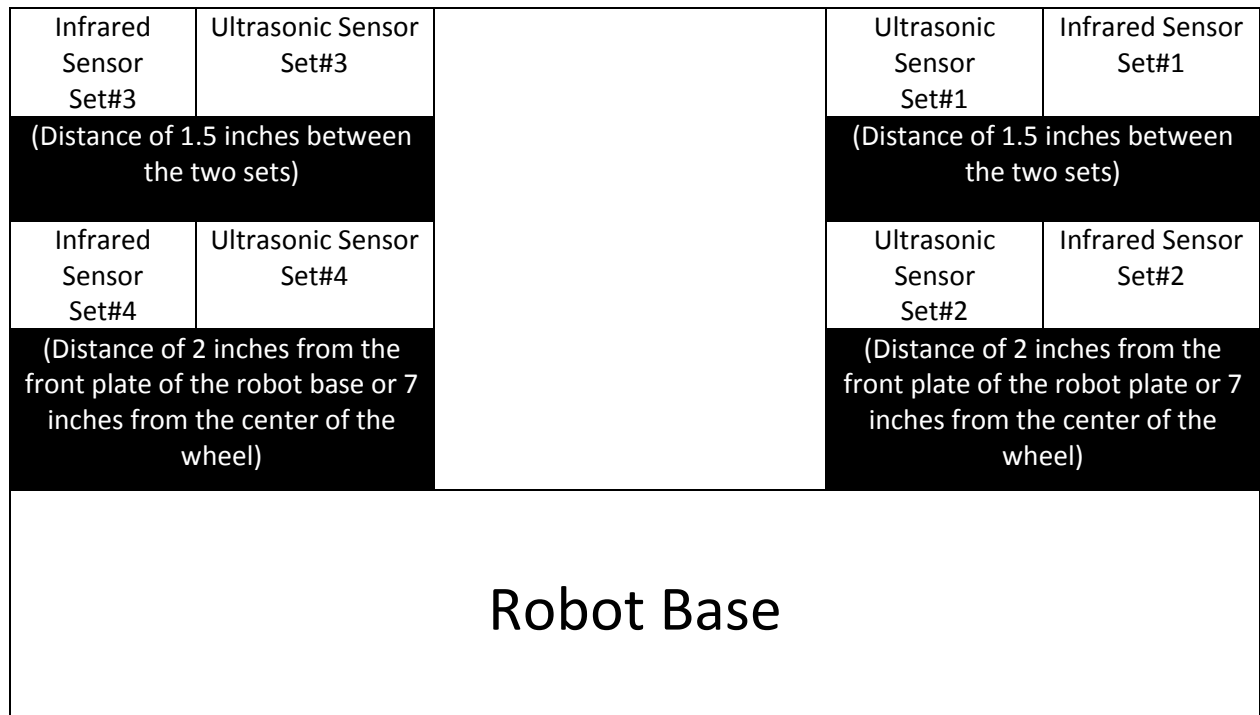 Infrared
Sensor
Set#3
Ultrasonic Sensor
Set#3
Ultrasonic
Sensor
Set#1
Infrared Sensor
Set#1
(Distance of 1.5 inches between
the two sets)
(Distance of 1.5 inches between
the two sets)
Infrared
Sensor
Set#4
Ultrasonic Sensor
Set#4
Ultrasonic
Sensor
Set#2
Infrared Sensor
Set#2
(Distance of 2 inches from the
front plate of the robot base or 7
inches from the center of the
wheel)
(Distance of 2 inches from the
front plate of the robot plate or 7
inches from the center of the
wheel)
Robot Base